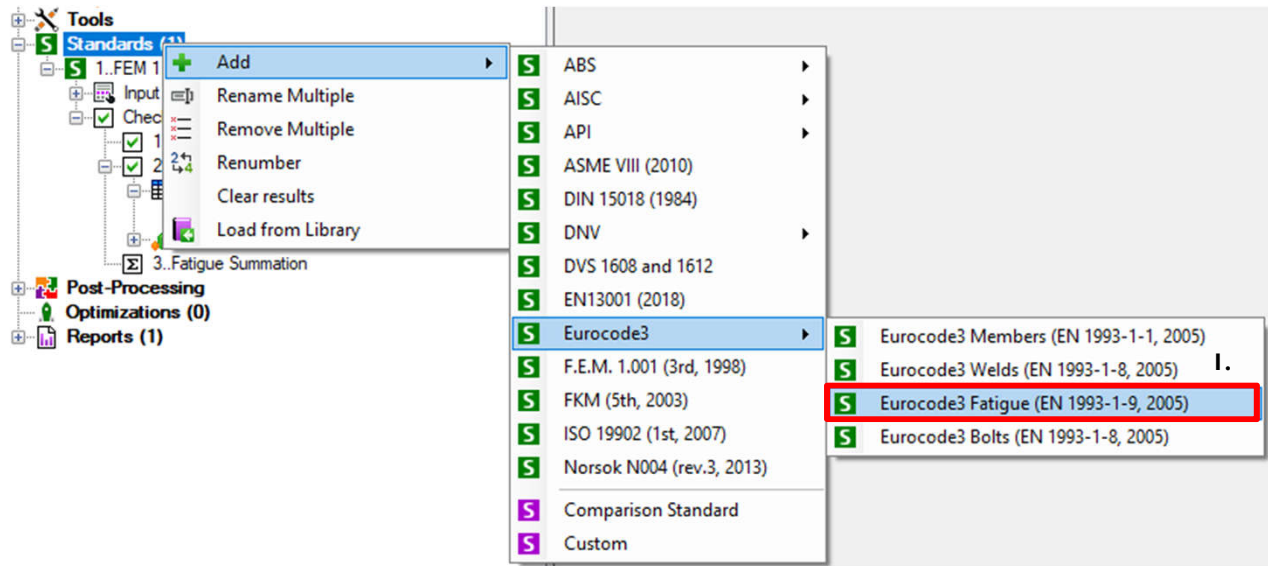 Tools
Standards (1)
1..FEM 1
Input
Chec
1
2
3..Fatigue Summation
Post-Processing
Optimizations (0)
Reports (1)
Add
Rename Multiple
Remove Multiple
Renumber
Clear results
Load from Library
ABS
AISC
API
ASME VIII (2010)
DIN 15018 (1984)
DNV
DVS 1608 and 1612
EN13001 (2018)
Eurocode3
F.E.M. 1.001 (3rd, 1998)
FKM (5th, 2003)
ISO 19902 (1st, 2007)
Norsok N004 (rev.3, 2013)
Comparison Standard
Custom
Eurocode3 Members (EN 1993-1-1, 2005)
Eurocode3 Welds (EN 1993-1-8, 2005)
1.
Eurocode3 Fatigue (EN 1993-1-9, 2005)
Eurocode3 Bolts (EN 1993-1-8, 2005)